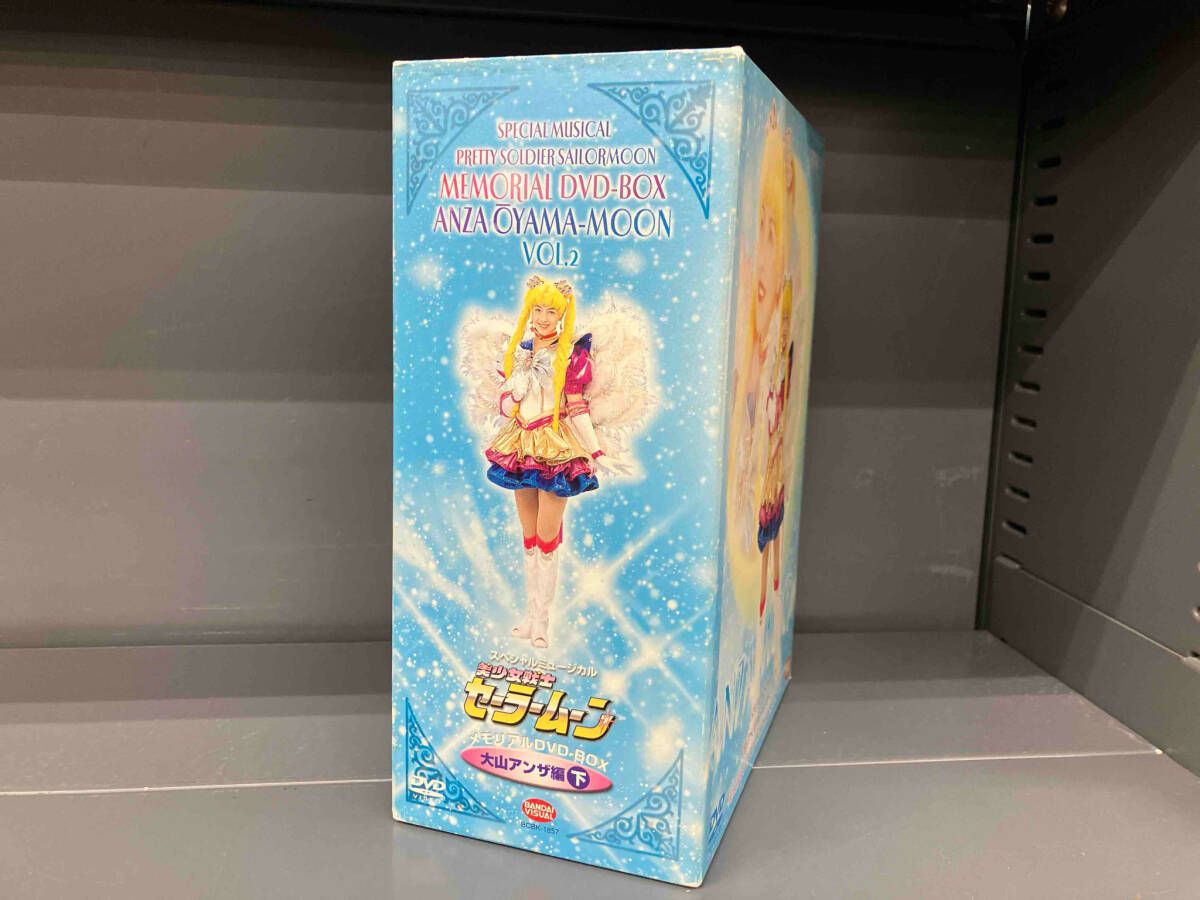 SPECIAL MUSICAL
PRETTY SOLDIER SAILORMOON
MEMORIAL DVD-BOX
ANZA ŌYAMA-MOON
VOL.2
スペシャルミュージカル
美少女戦士
セーラームーン
メモリアルDVD-BOX
大山アンザ編 下
DVD
VIDEO
BANDAI
VISUAL
BCBK-1857